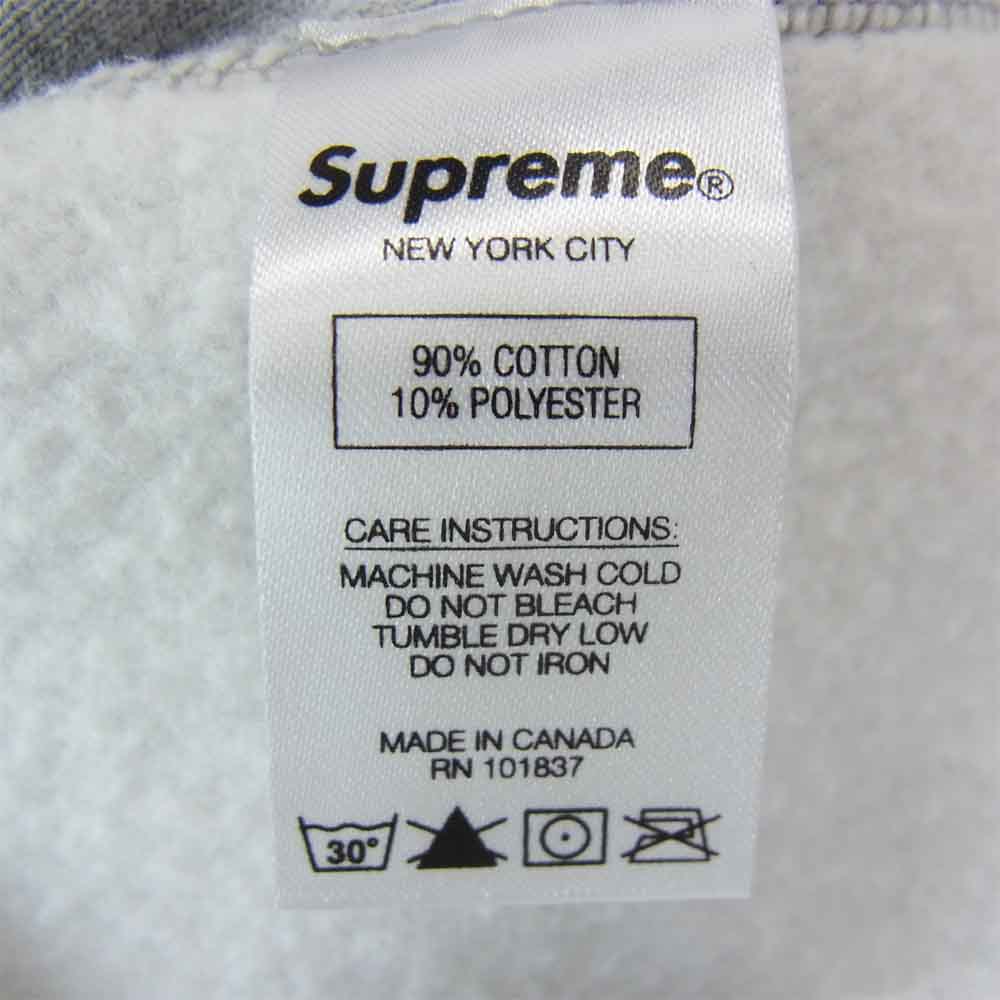 Supreme®
NEW YORK CITY
90% COTTON
10% POLYESTER
CARE INSTRUCTIONS:
MACHINE WASH COLD
DO NOT BLEACH
TUMBLE DRY LOW
DO NOT IRON
MADE IN CANADA
RN 101837
30°